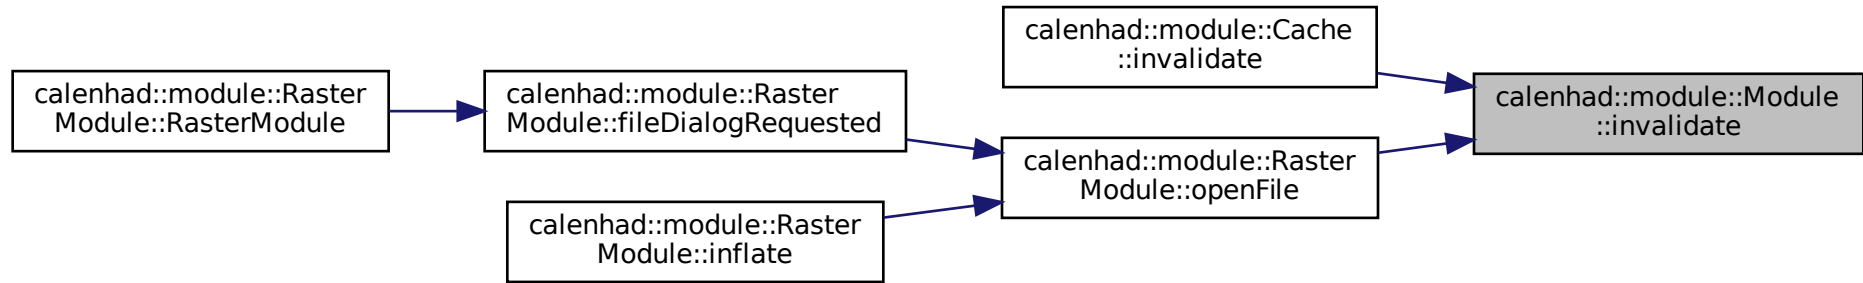 calenhad::module::Raster
Module::RasterModule
calenhad::module::Raster
Module::fileDialogRequested
calenhad::module::Raster
Module::inflate
calenhad::module::Cache
::invalidate
calenhad::module::Raster
Module::openFile
calenhad::module::Module
::invalidate